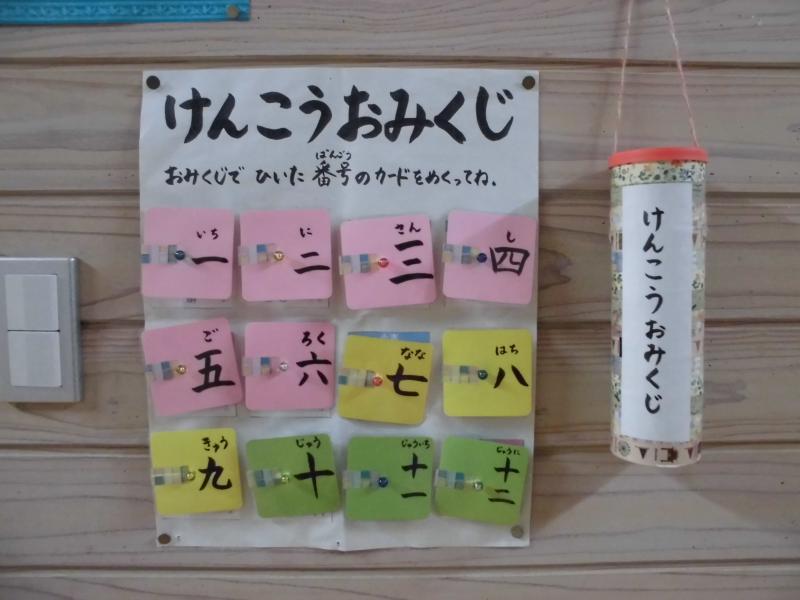 けんこうおみくじ
ばんごう
おみくじで ひいた 番号のカードをめくってね。
いち に さん し
一 二 三 四
ご ろく なな はち
五 六 七 八
きゅう じゅう じゅういち じゅうに
九 十 十一 十二
けんこうおみくじ